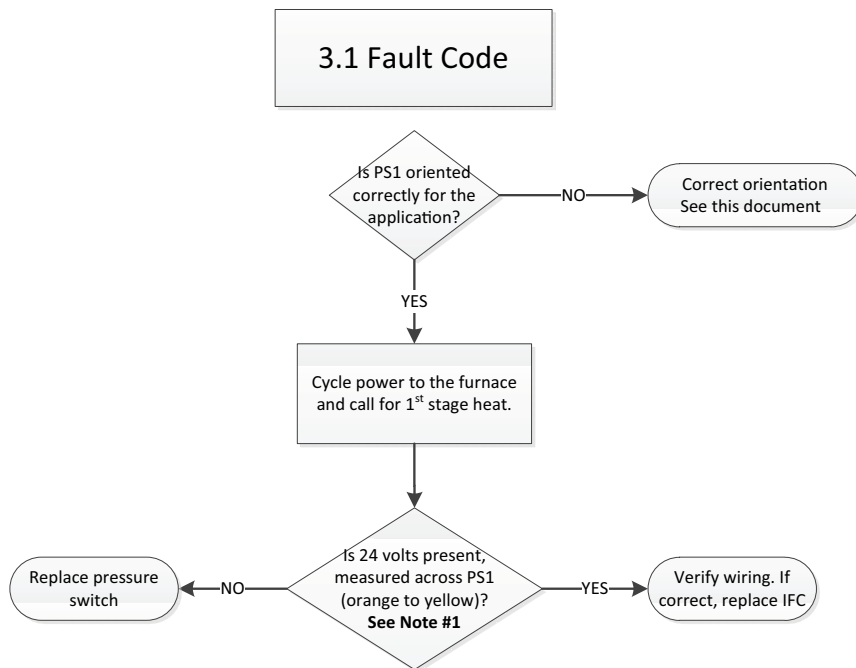 3.1 Fault Code
Is PS1 oriented
correctly for the
application?
NO
Correct orientation
See this document
YES
Cycle power to the furnace
and call for 1st stage heat.
Is 24 volts present,
measured across PS1
(orange to yellow)?
See Note #1
NO
Replace pressure
switch
YES
Verify wiring. If
correct, replace IFC